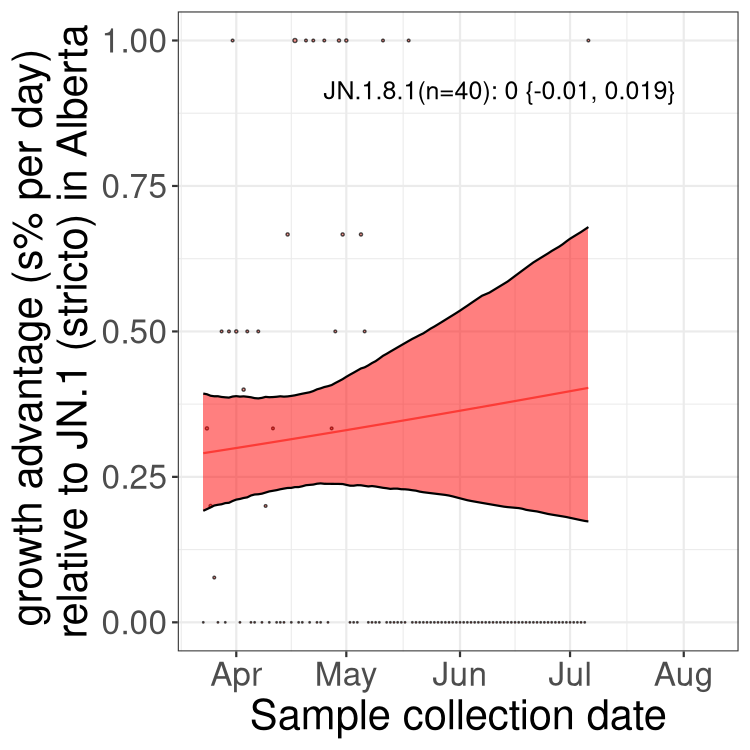 growth advantage (s% per day)
relative to JN.1 (stricto) in Alberta
1.00
0.75
0.50
0.25
0.00
JN.1.8.1(n=40): 0 {-0.01, 0.019}
Apr May Jun Jul Aug
Sample collection date